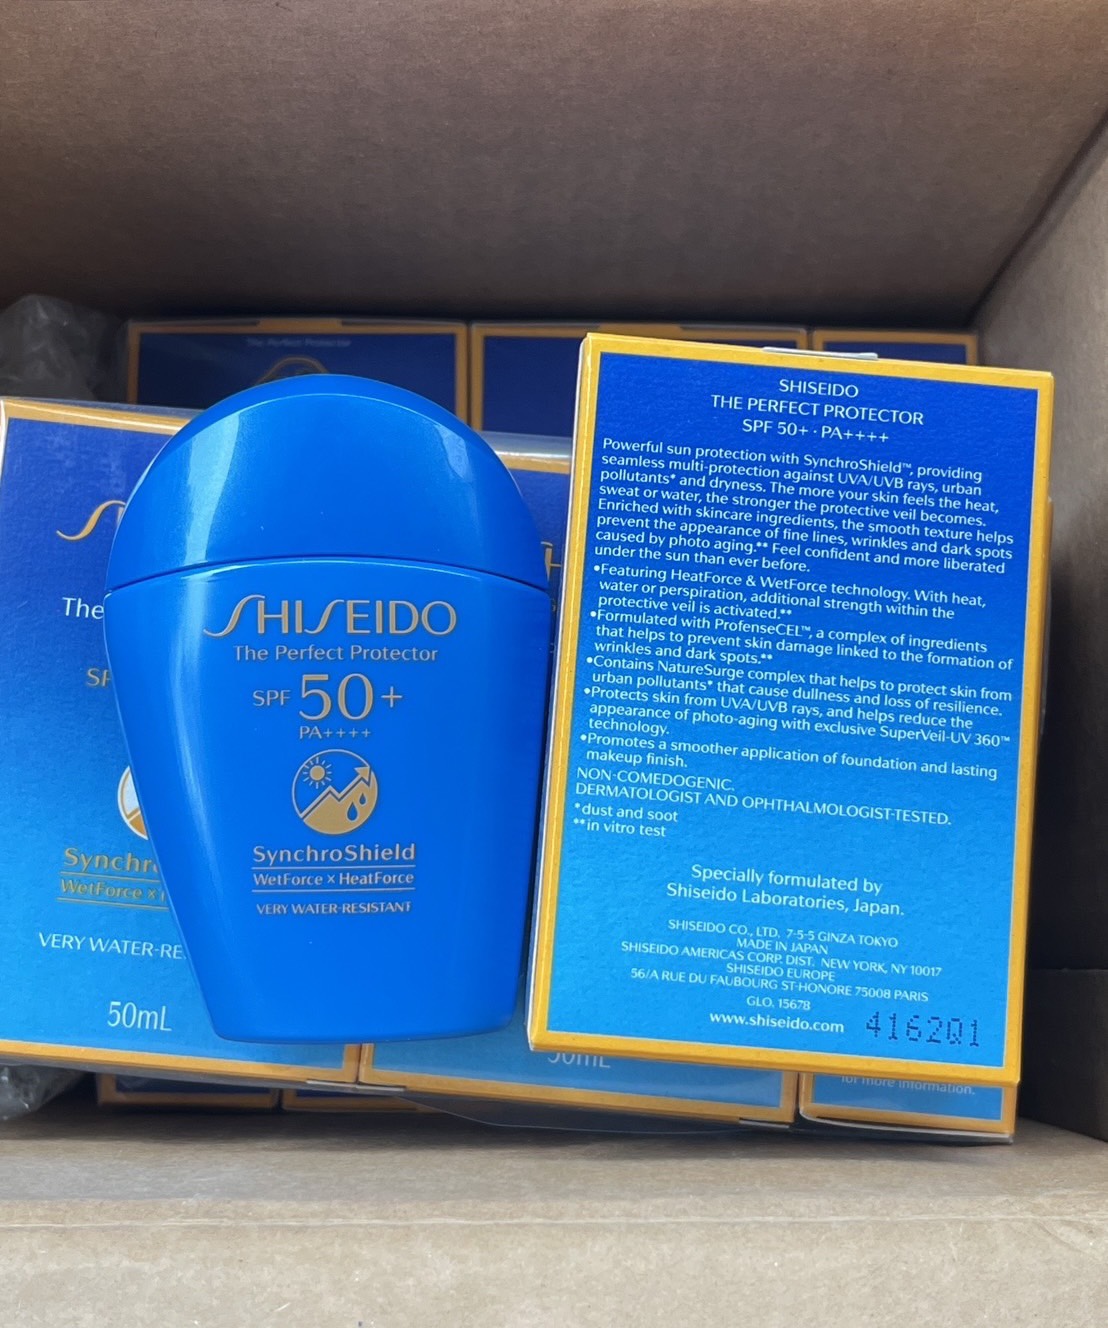 The Perfect Protector
SHISEIDO
The Perfect Protector
SPF 50+
PA++++
SynchroShield
WetForce × HeatForce
VERY WATER-RESISTANT
The
VERY WATER-RE
50mL
SHISEIDO
THE PERFECT PROTECTOR
SPF 50+ · PA++++
Powerful sun protection with SynchroShield™, providing
seamless multi-protection against UVA/UVB rays, urban
pollutants* and dryness. The more your skin feels the heat,
sweat or water, the stronger the protective veil becomes.
Enriched with skincare ingredients, the smooth texture helps
prevent the appearance of fine lines, wrinkles and dark spots
caused by photo aging.** Feel confident and more liberated
under the sun than ever before.
•Featuring HeatForce & WetForce technology. With heat,
water or perspiration, additional strength within the
protective veil is activated.**
•Formulated with ProfenseCEL™, a complex of ingredients
that helps to prevent skin damage linked to the formation of
wrinkles and dark spots.**
•Contains NatureSurge complex that helps to protect skin from
urban pollutants* that cause dullness and loss of resilience.
•Protects skin from UVA/UVB rays, and helps reduce the
appearance of photo-aging with exclusive SuperVeil-UV 360™
technology.
•Promotes a smoother application of foundation and lasting
makeup finish.
NON-COMEDOGENIC.
DERMATOLOGIST AND OPHTHALMOLOGIST-TESTED.
*dust and soot
**in vitro test
Specially formulated by
Shiseido Laboratories, Japan.
SHISEIDO CO., LTD. 7-5-5 GINZA TOKYO
MADE IN JAPAN
SHISEIDO AMERICAS CORP. DIST. NEW YORK, NY 10017
SHISEIDO EUROPE
56/A RUE DU FAUBOURG ST-HONORE 75008 PARIS
GLO. 15678
www.shiseido.com 4162Q1
50mL
for more information.